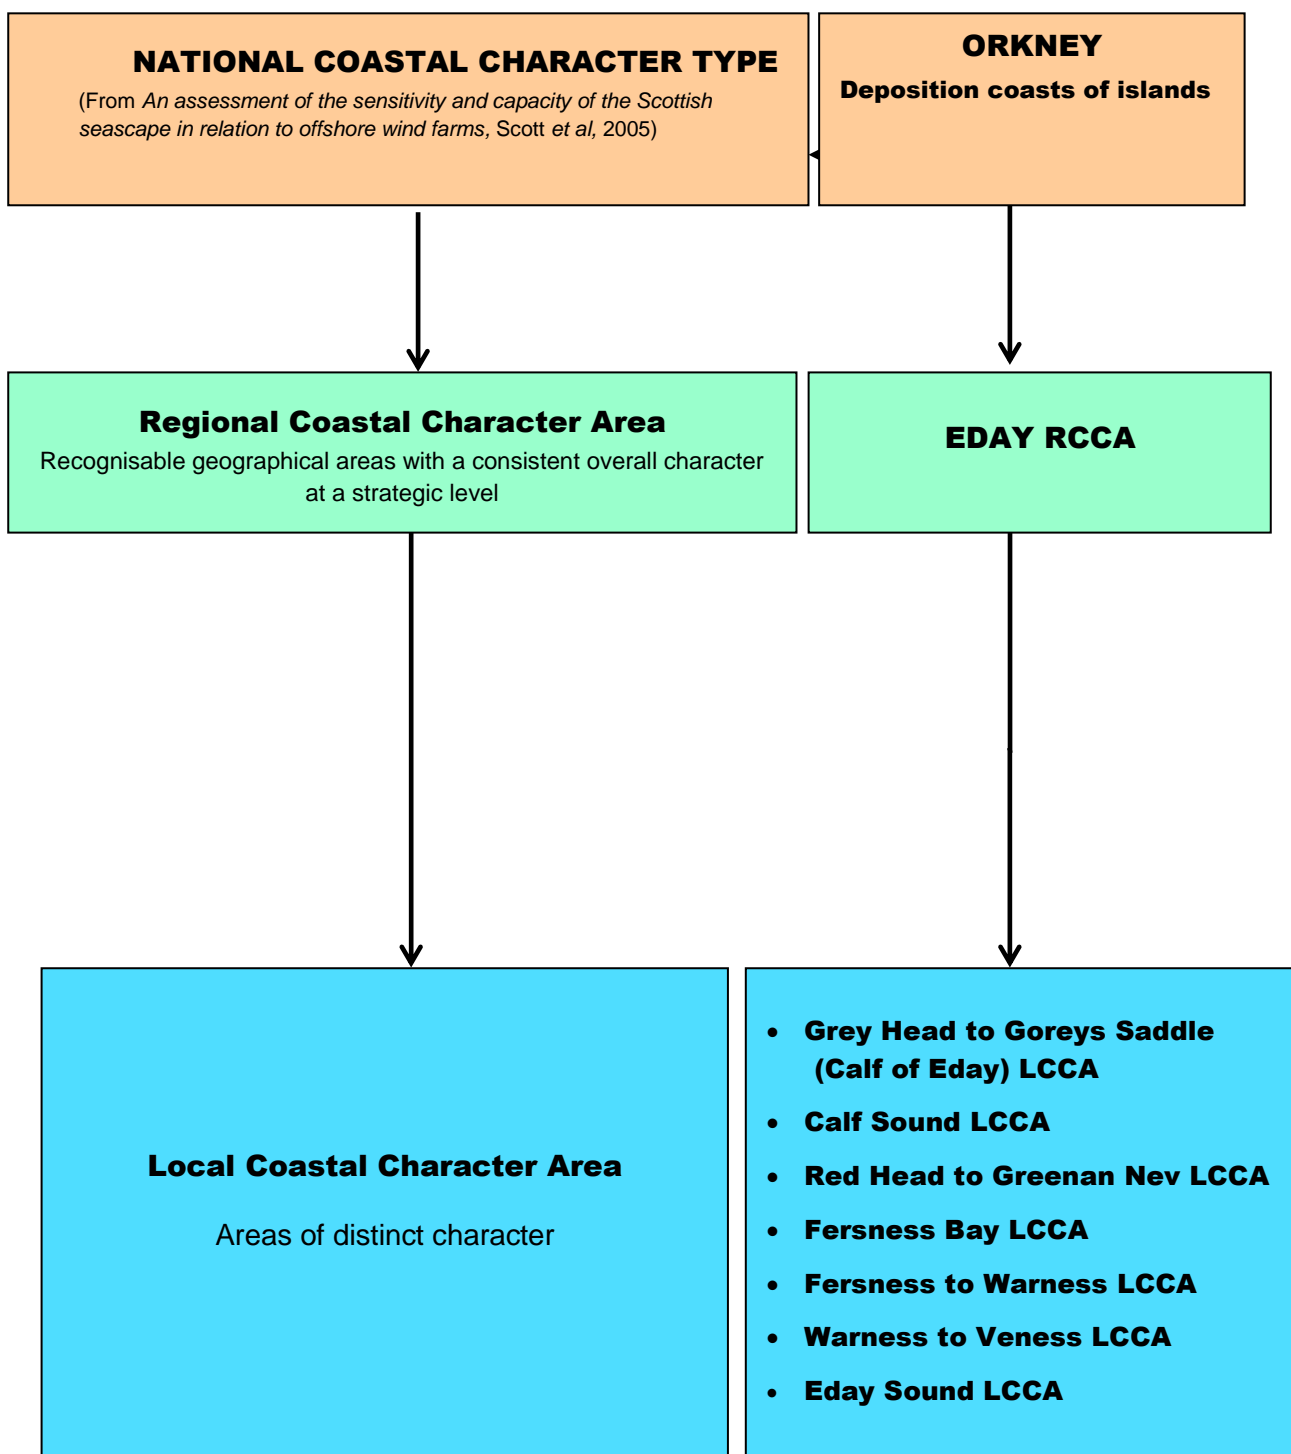 NATIONAL COASTAL CHARACTER TYPE
(From An assessment of the sensitivity and capacity of the Scottish
seascape in relation to offshore wind farms, Scott et al, 2005)
ORKNEY
Deposition coasts of islands
Regional Coastal Character Area
Recognisable geographical areas with a consistent overall character
at a strategic level
EDAY RCCA
Local Coastal Character Area
Areas of distinct character
• Grey Head to Goreys Saddle
(Calf of Eday) LCCA
• Calf Sound LCCA
• Red Head to Greenan Nev LCCA
• Fersness Bay LCCA
• Fersness to Warness LCCA
• Warness to Veness LCCA
• Eday Sound LCCA